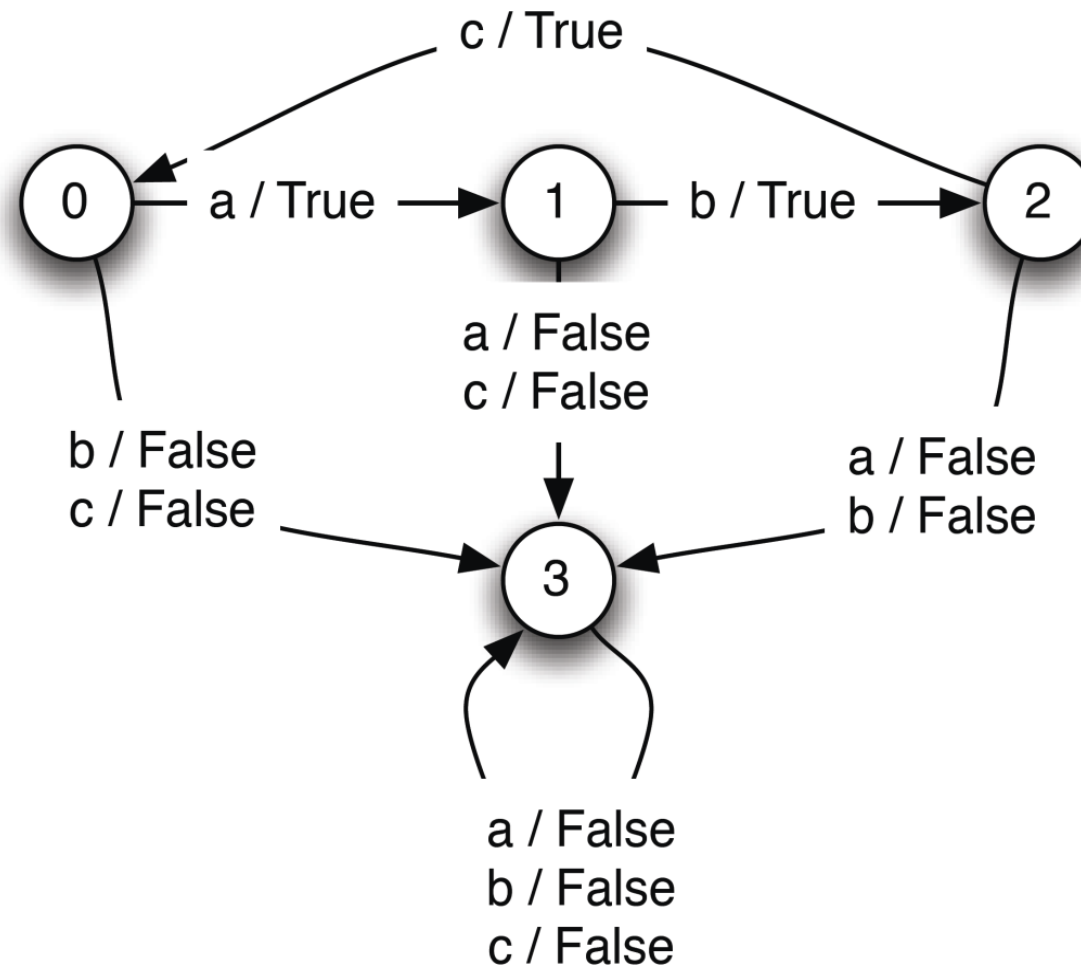 c / True
0
a / True
1
b / True
2
a / False
c / False
b / False
c / False
a / False
b / False
3
a / False
b / False
c / False